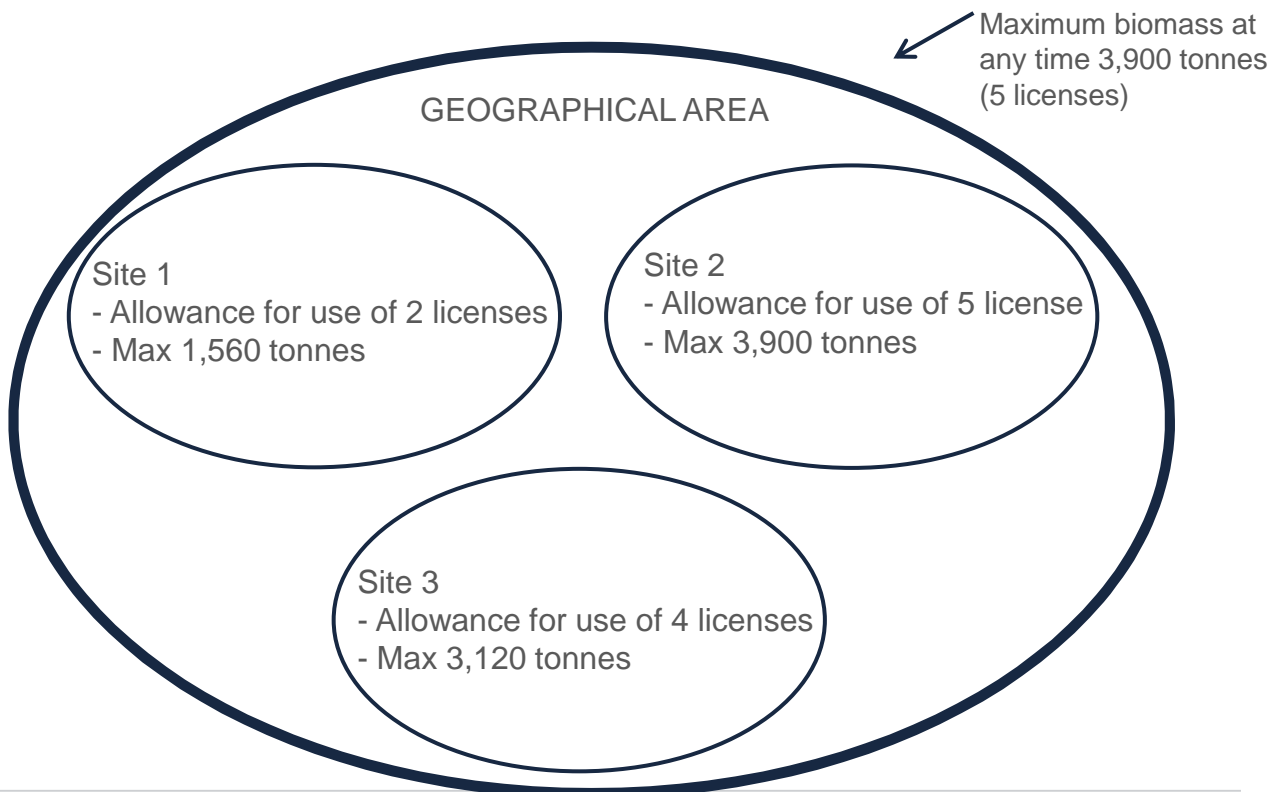 Maximum biomass at
any time 3,900 tonnes
(5 licenses)
GEOGRAPHICAL AREA
Site 1
- Allowance for use of 2 licenses
- Max 1,560 tonnes
Site 2
- Allowance for use of 5 license
- Max 3,900 tonnes
Site 3
- Allowance for use of 4 licenses
- Max 3,120 tonnes